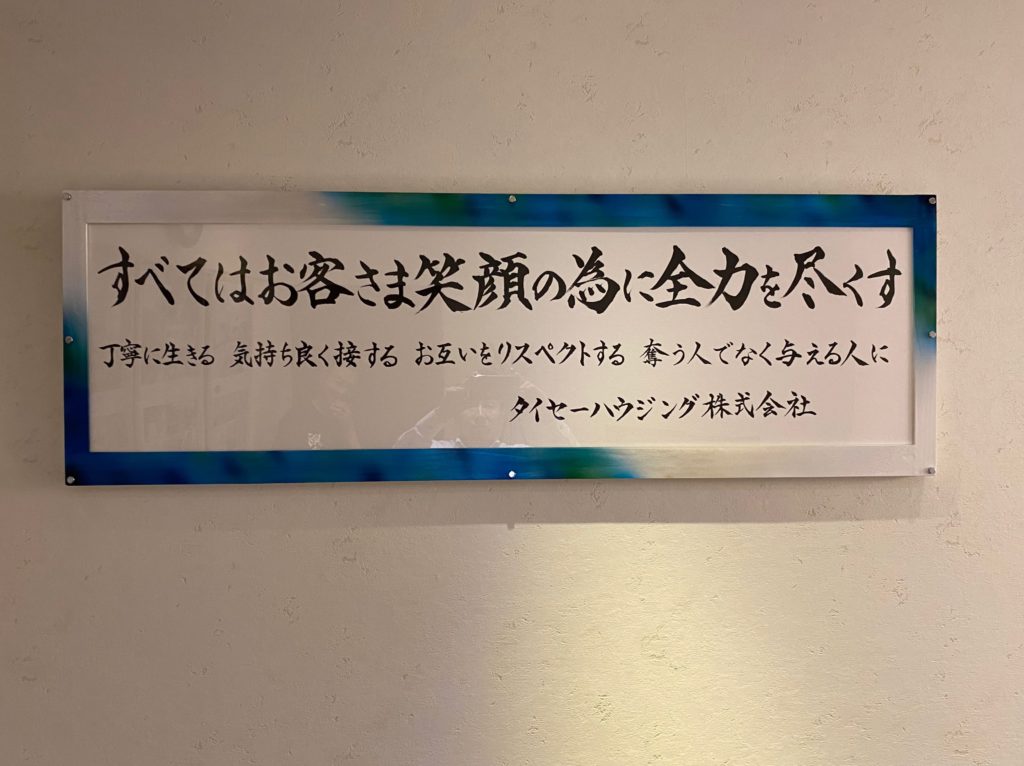 すべてはお客さま笑顔の為に全力を尽くす
丁寧に生きる 気持ち良く接する お互いをリスペクトする 奪う人でなく与える人に
タイセーハウジング株式会社